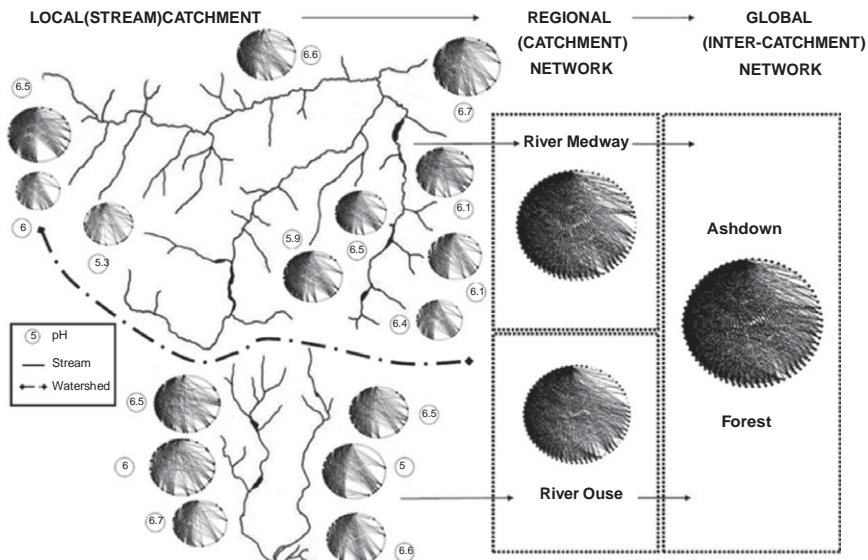 LOCAL(STREAM)CATCHMENT
REGIONAL
(CATCHMENT)
NETWORK
GLOBAL
(INTER-CATCHMENT)
NETWORK
6.6
6.5
6.7
6
5.3
5.9
6.5
6.1
6.1
6.4
River Medway
Ashdown
Forest
5 pH
Stream
Watershed
6.5
6.5
6
5
6.7
6.6
River Ouse